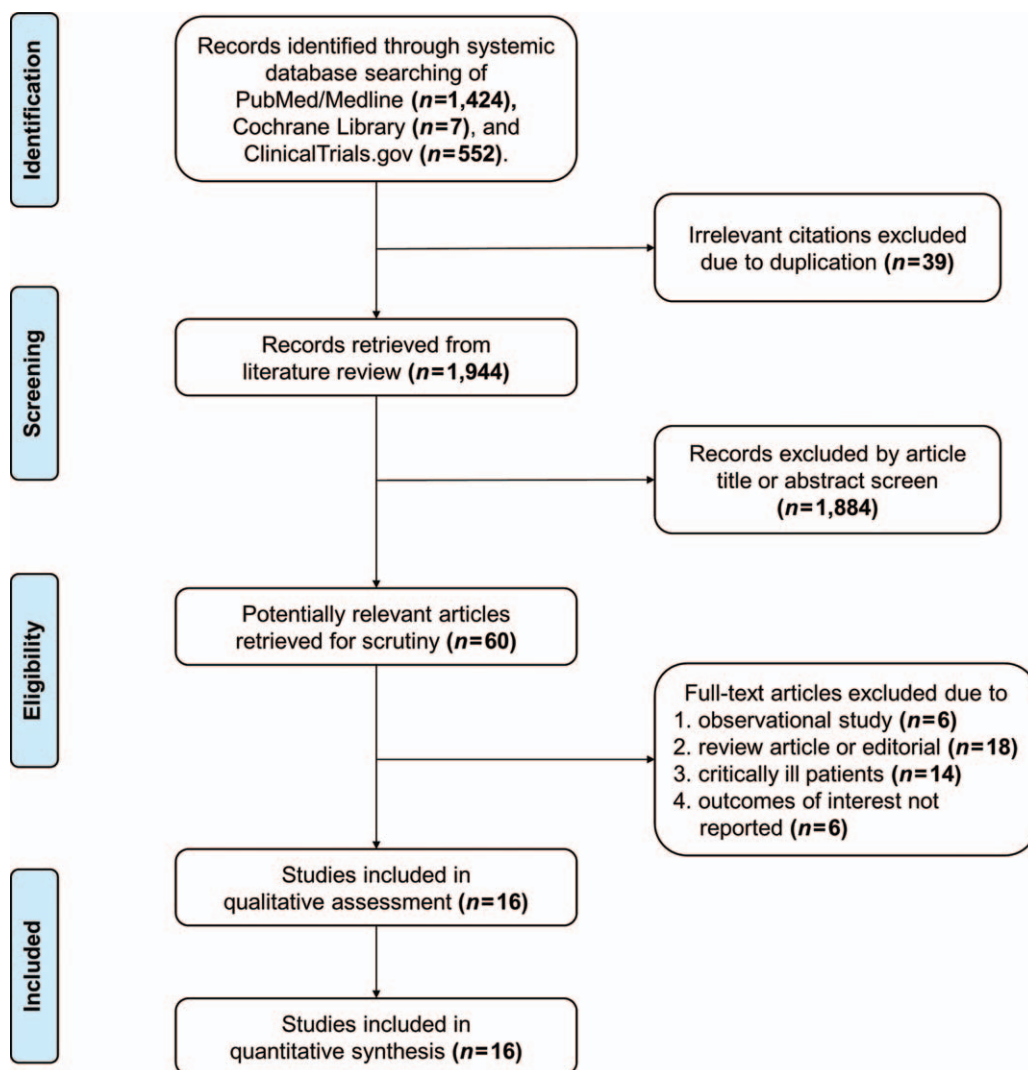 Identification
Records identified through systemic
database searching of
PubMed/Medline (n=1,424),
Cochrane Library (n=7), and
ClinicalTrials.gov (n=552).
Irrelevant citations excluded
due to duplication (n=39)
Screening
Records retrieved from
literature review (n=1,944)
Records excluded by article
title or abstract screen
(n=1,884)
Eligibility
Potentially relevant articles
retrieved for scrutiny (n=60)
Full-text articles excluded due to
1. observational study (n=6)
2. review article or editorial (n=18)
3. critically ill patients (n=14)
4. outcomes of interest not
reported (n=6)
Included
Studies included in
qualitative assessment (n=16)
Studies included in
quantitative synthesis (n=16)